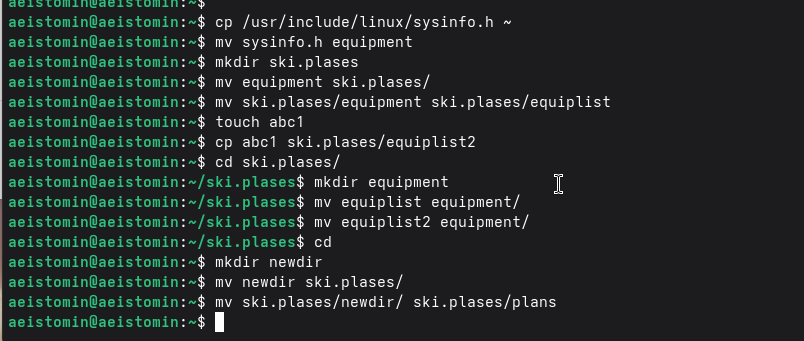 aeistomin@aeistomin:~$
aeistomin@aeistomin:~$ cp /usr/include/linux/sysinfo.h ~
aeistomin@aeistomin:~$ mv sysinfo.h equipment
aeistomin@aeistomin:~$ mkdir ski.plases
aeistomin@aeistomin:~$ mv equipment ski.plases/
aeistomin@aeistomin:~$ mv ski.plases/equipment ski.plases/equiplist
aeistomin@aeistomin:~$ touch abc1
aeistomin@aeistomin:~$ cp abc1 ski.plases/equiplist2
aeistomin@aeistomin:~$ cd ski.plases/
aeistomin@aeistomin:~/ski.plases$ mkdir equipment
aeistomin@aeistomin:~/ski.plases$ mv equiplist equipment/
aeistomin@aeistomin:~/ski.plases$ mv equiplist2 equipment/
aeistomin@aeistomin:~/ski.plases$ cd
aeistomin@aeistomin:~$ mkdir newdir
aeistomin@aeistomin:~$ mv newdir ski.plases/
aeistomin@aeistomin:~$ mv ski.plases/newdir/ ski.plases/plans
aeistomin@aeistomin:~$